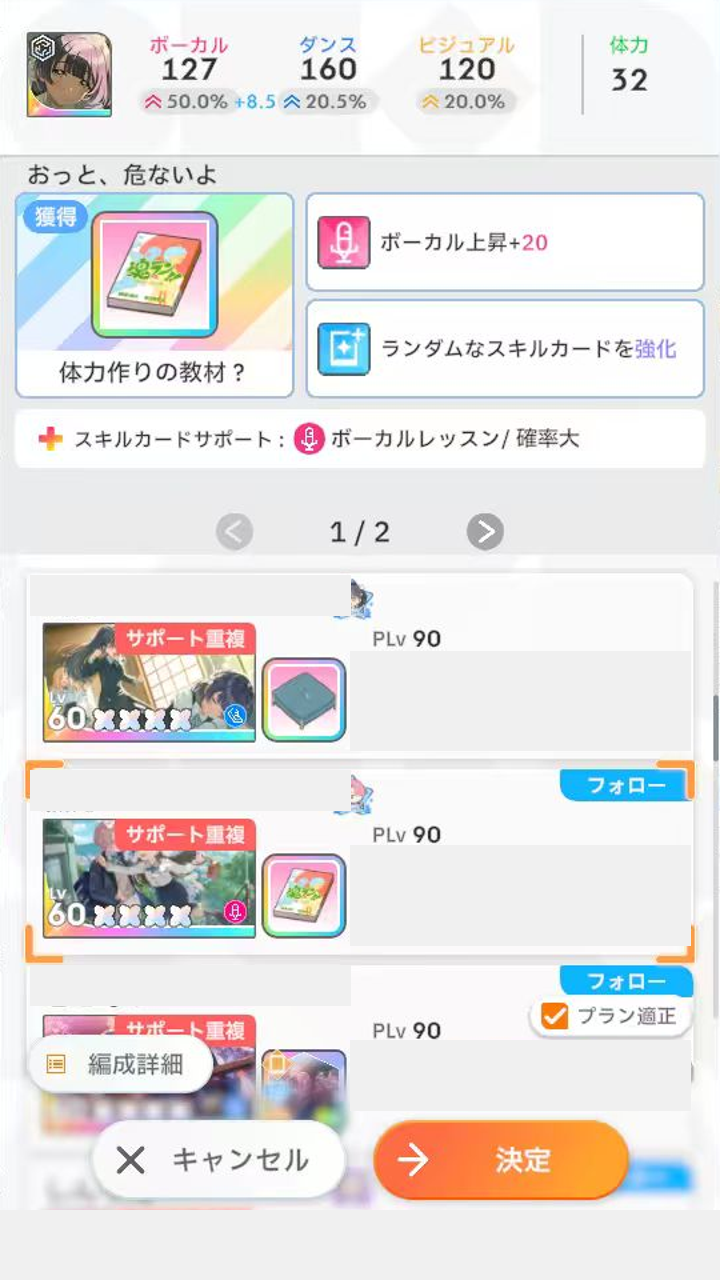 ボーカル ダンス ビジュアル 体力
127 160 120 32
50.0% +8.5 20.5% 20.0%
おっと、危ないよ
獲得
体力作りの教材？
ボーカル上昇+20
ランダムなスキルカードを強化
スキルカードサポート： ボーカルレッスン/ 確率大
1 / 2
サポート重複
Lv
60
PLv 90
フォロー
サポート重複
Lv
60
PLv 90
フォロー
プラン適正
サポート重複
PLv 90
編成詳細
キャンセル
決定